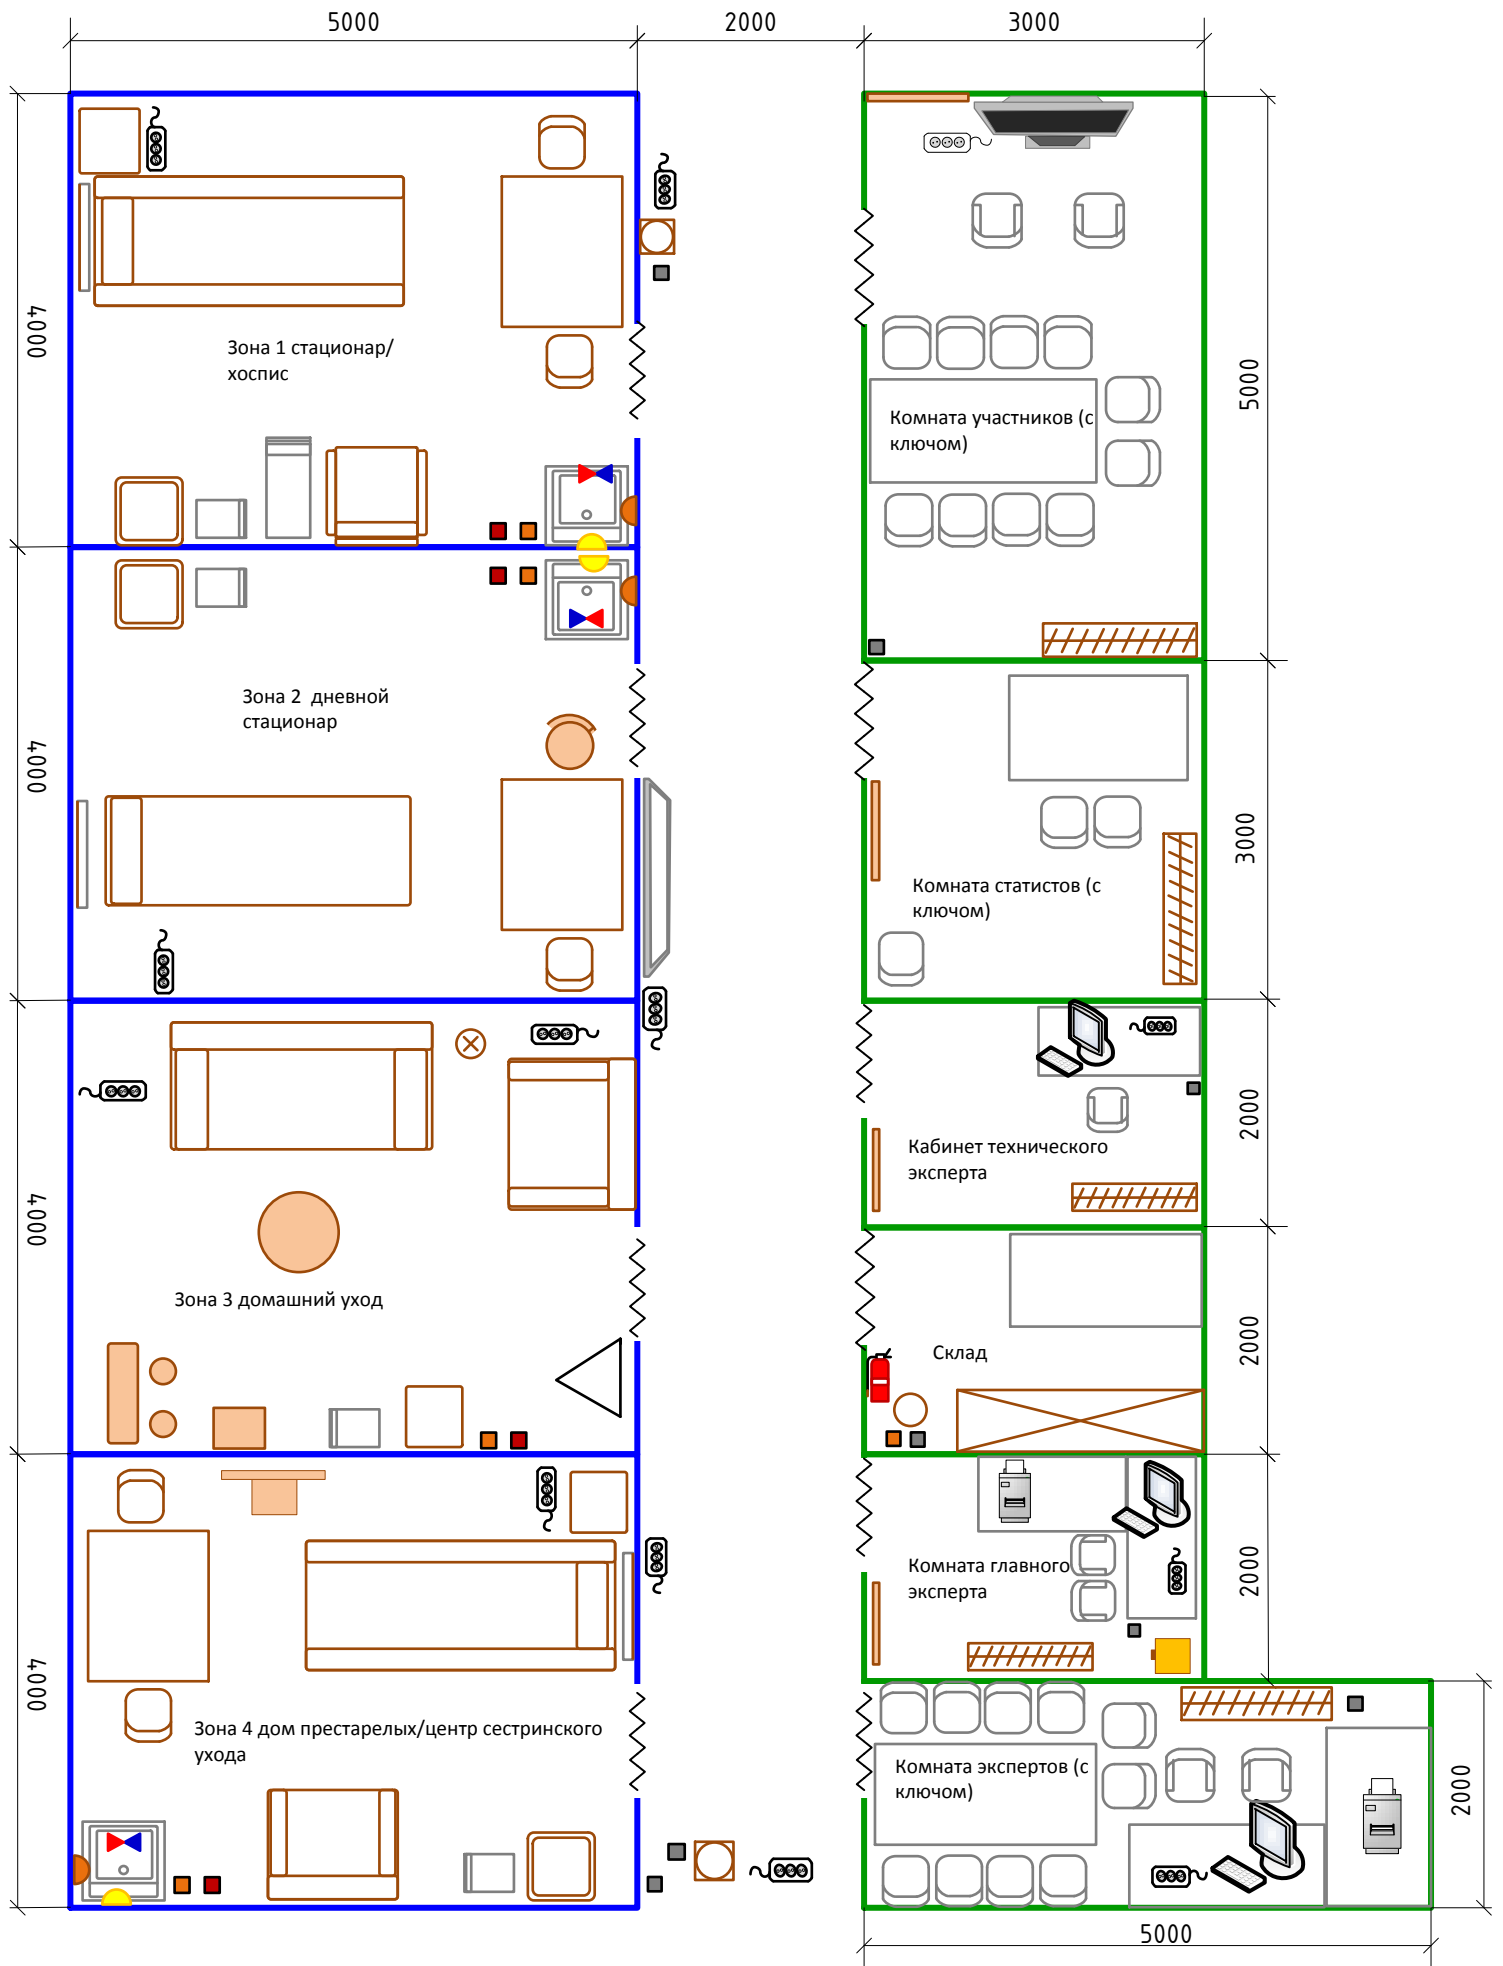 5000
2000
3000
4000
Зона 1 стационар/
хоспис
5000
Комната участников (с
ключом)
Зона 2  дневной
стационар
4000
3000
Комната статистов (с
ключом)
2000
Кабинет технического
эксперта
4000
Зона 3 домашний уход
2000
Склад
2000
Комната главного
эксперта
4000
Зона 4 дом престарелых/центр сестринского
ухода
Комната экспертов (с
ключом)
2000
5000